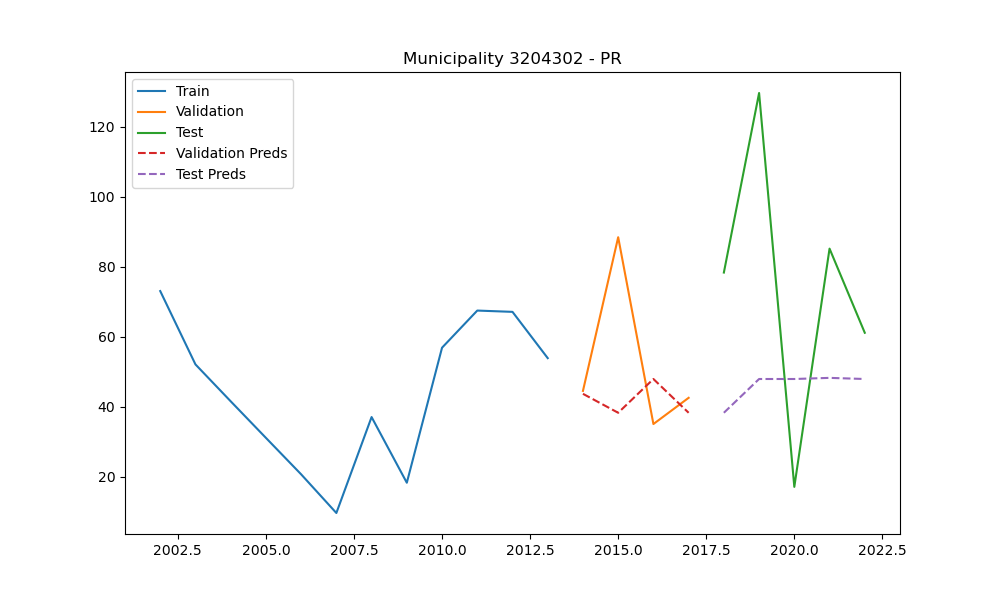 Municipality 3204302 - PR
Train
Validation
Test
Validation Preds
Test Preds
120
100
80
60
40
20
2002.5 2005.0 2007.5 2010.0 2012.5 2015.0 2017.5 2020.0 2022.5